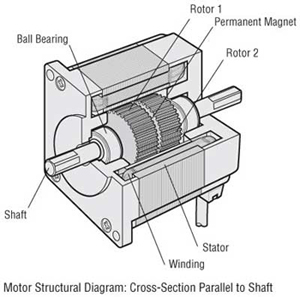 Rotor 1
Permanent Magnet
Ball Bearing
Rotor 2
Shaft
Stator
Winding
Motor Structural Diagram: Cross-Section Parallel to Shaft